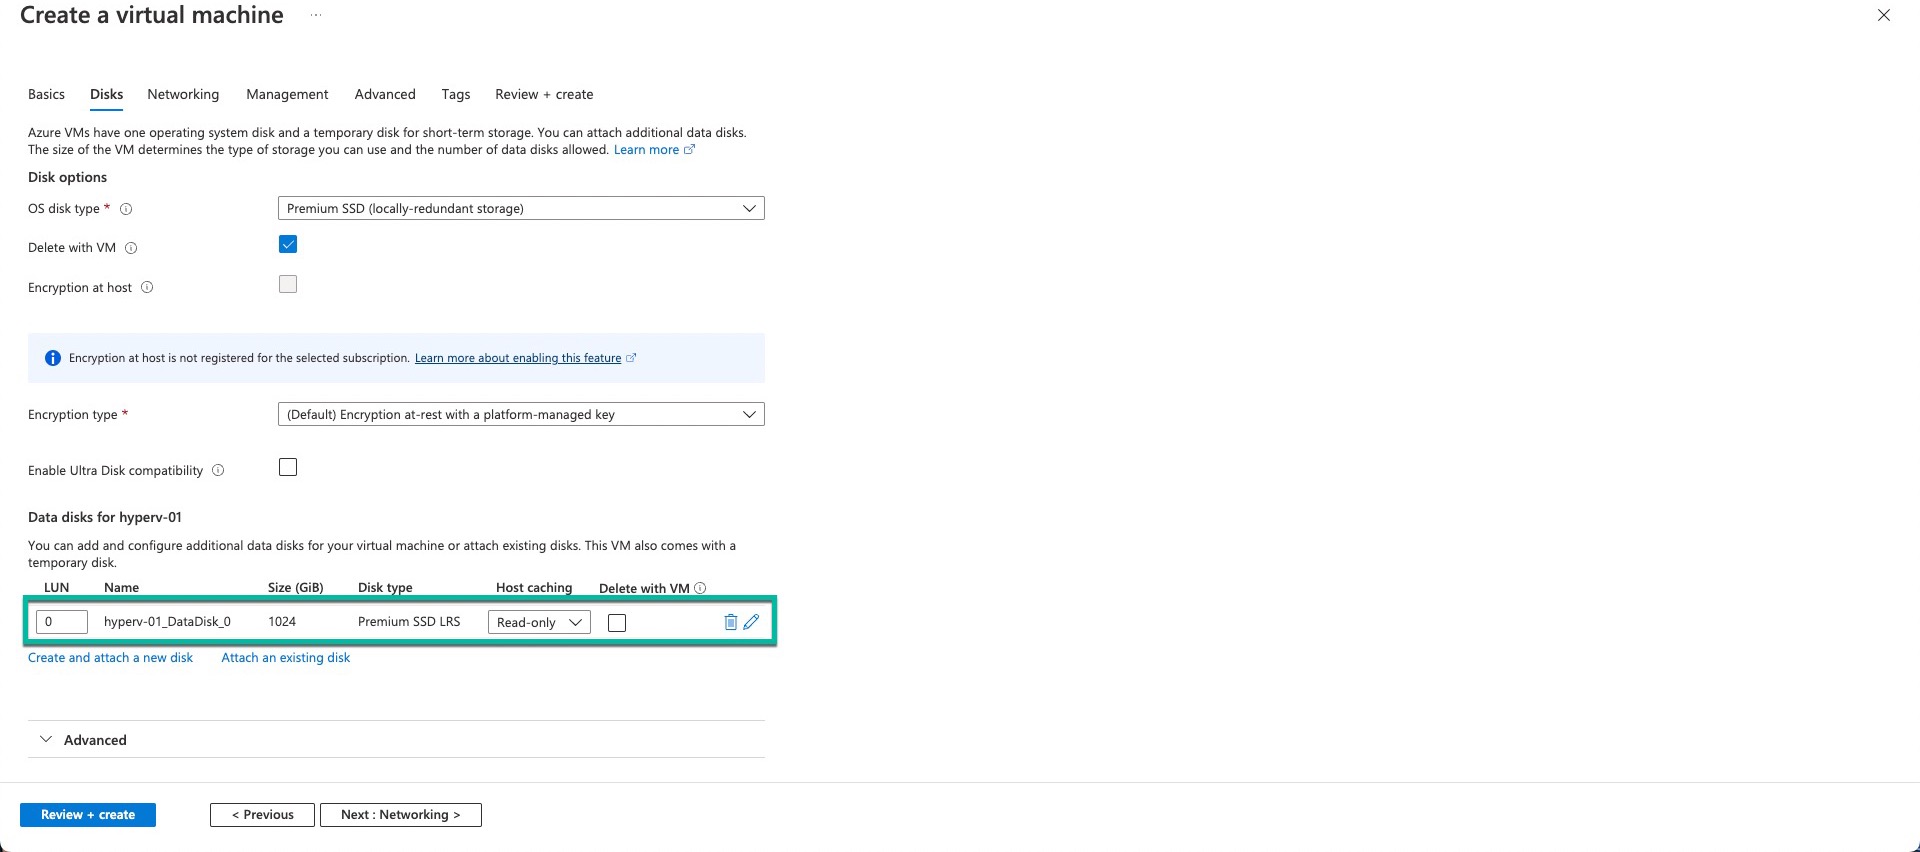 Create a virtual machine ...
Basics Disks Networking Management Advanced Tags Review + create
Azure VMs have one operating system disk and a temporary disk for short-term storage. You can attach additional data disks.
The size of the VM determines the type of storage you can use and the number of data disks allowed. Learn more
Disk options
OS disk type *
Premium SSD (locally-redundant storage)
Delete with VM
Encryption at host
Encryption at host is not registered for the selected subscription. Learn more about enabling this feature
Encryption type *
(Default) Encryption at-rest with a platform-managed key
Enable Ultra Disk compatibility
Data disks for hyperv-01
You can add and configure additional data disks for your virtual machine or attach existing disks. This VM also comes with a
temporary disk.
LUN Name Size (GiB) Disk type Host caching Delete with VM
0 hyperv-01_DataDisk_0 1024 Premium SSD LRS Read-only
Create and attach a new disk Attach an existing disk
Advanced
Review + create < Previous Next : Networking >